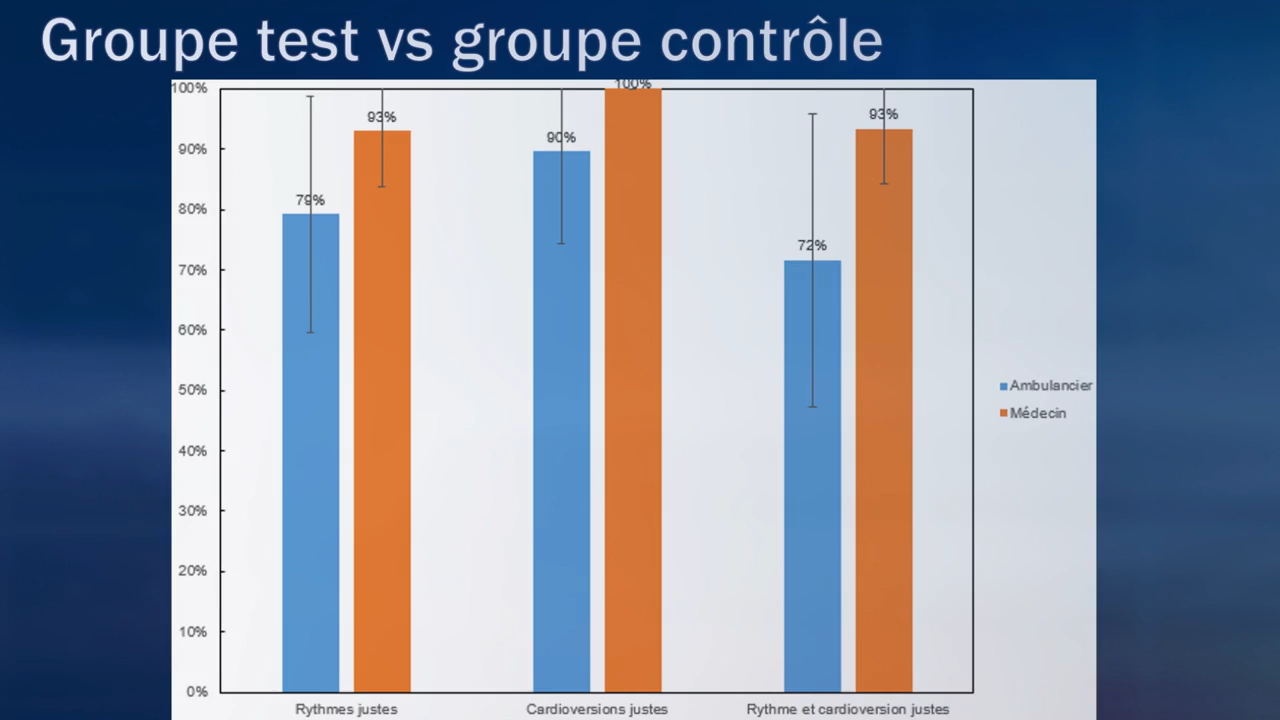 Groupe test vs groupe contrôle
100%
90%
80%
70%
60%
50%
40%
30%
20%
10%
0%
79%
93%
90%
100%
72%
93%
Rythmes justes
Cardioversions justes
Rythme et cardioversion justes
Ambulancier
Médecin